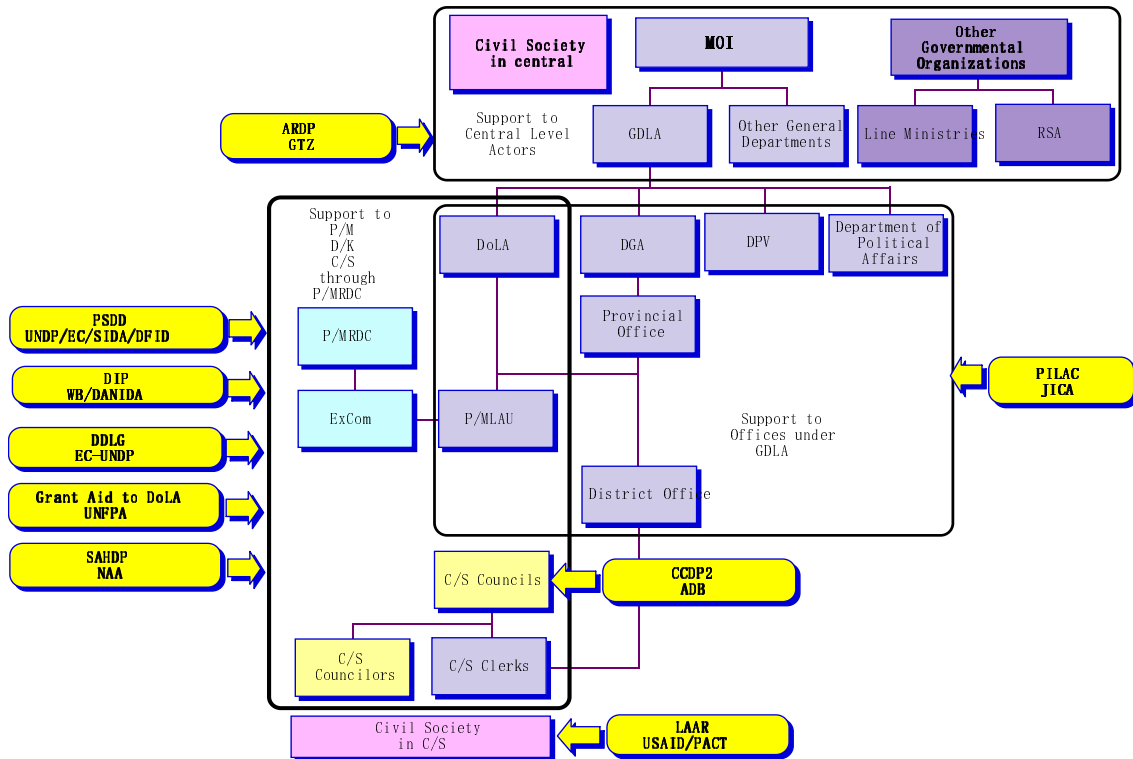 Civil Society
in central
MOI
Other
Governmental
Organizations
ARDP
GTZ
Support to
Central Level
Actors
GDLA
Other General
Departments
Line Ministries
RSA
Support to
P/M
D/K
C/S
through
P/MRDC
DoLA
DGA
DPV
Department of
Political
Affairs
PSDD
UNDP/EC/SIDA/DFID
P/MRDC
Provincial
Office
DIP
WB/DANIDA
PILAC
JICA
ExCom
P/MLAU
Support to
Offices under
GDLA
DDLG
EC-UNDP
Grant Aid to DoLA
UNFPA
District Office
SAHDP
NAA
C/S Councils
CCDP2
ADB
C/S
Councilors
C/S Clerks
Civil Society
in C/S
LAAR
USAID/PACT